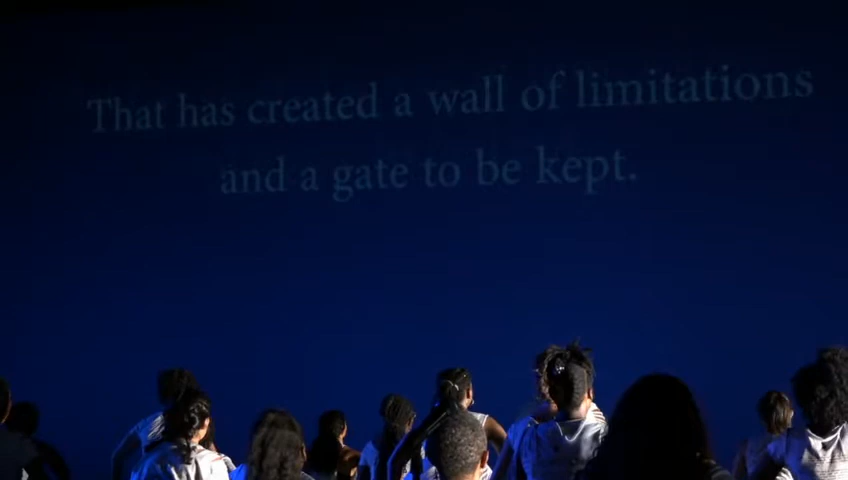 That has created a wall of limitations
and a gate to be kept.